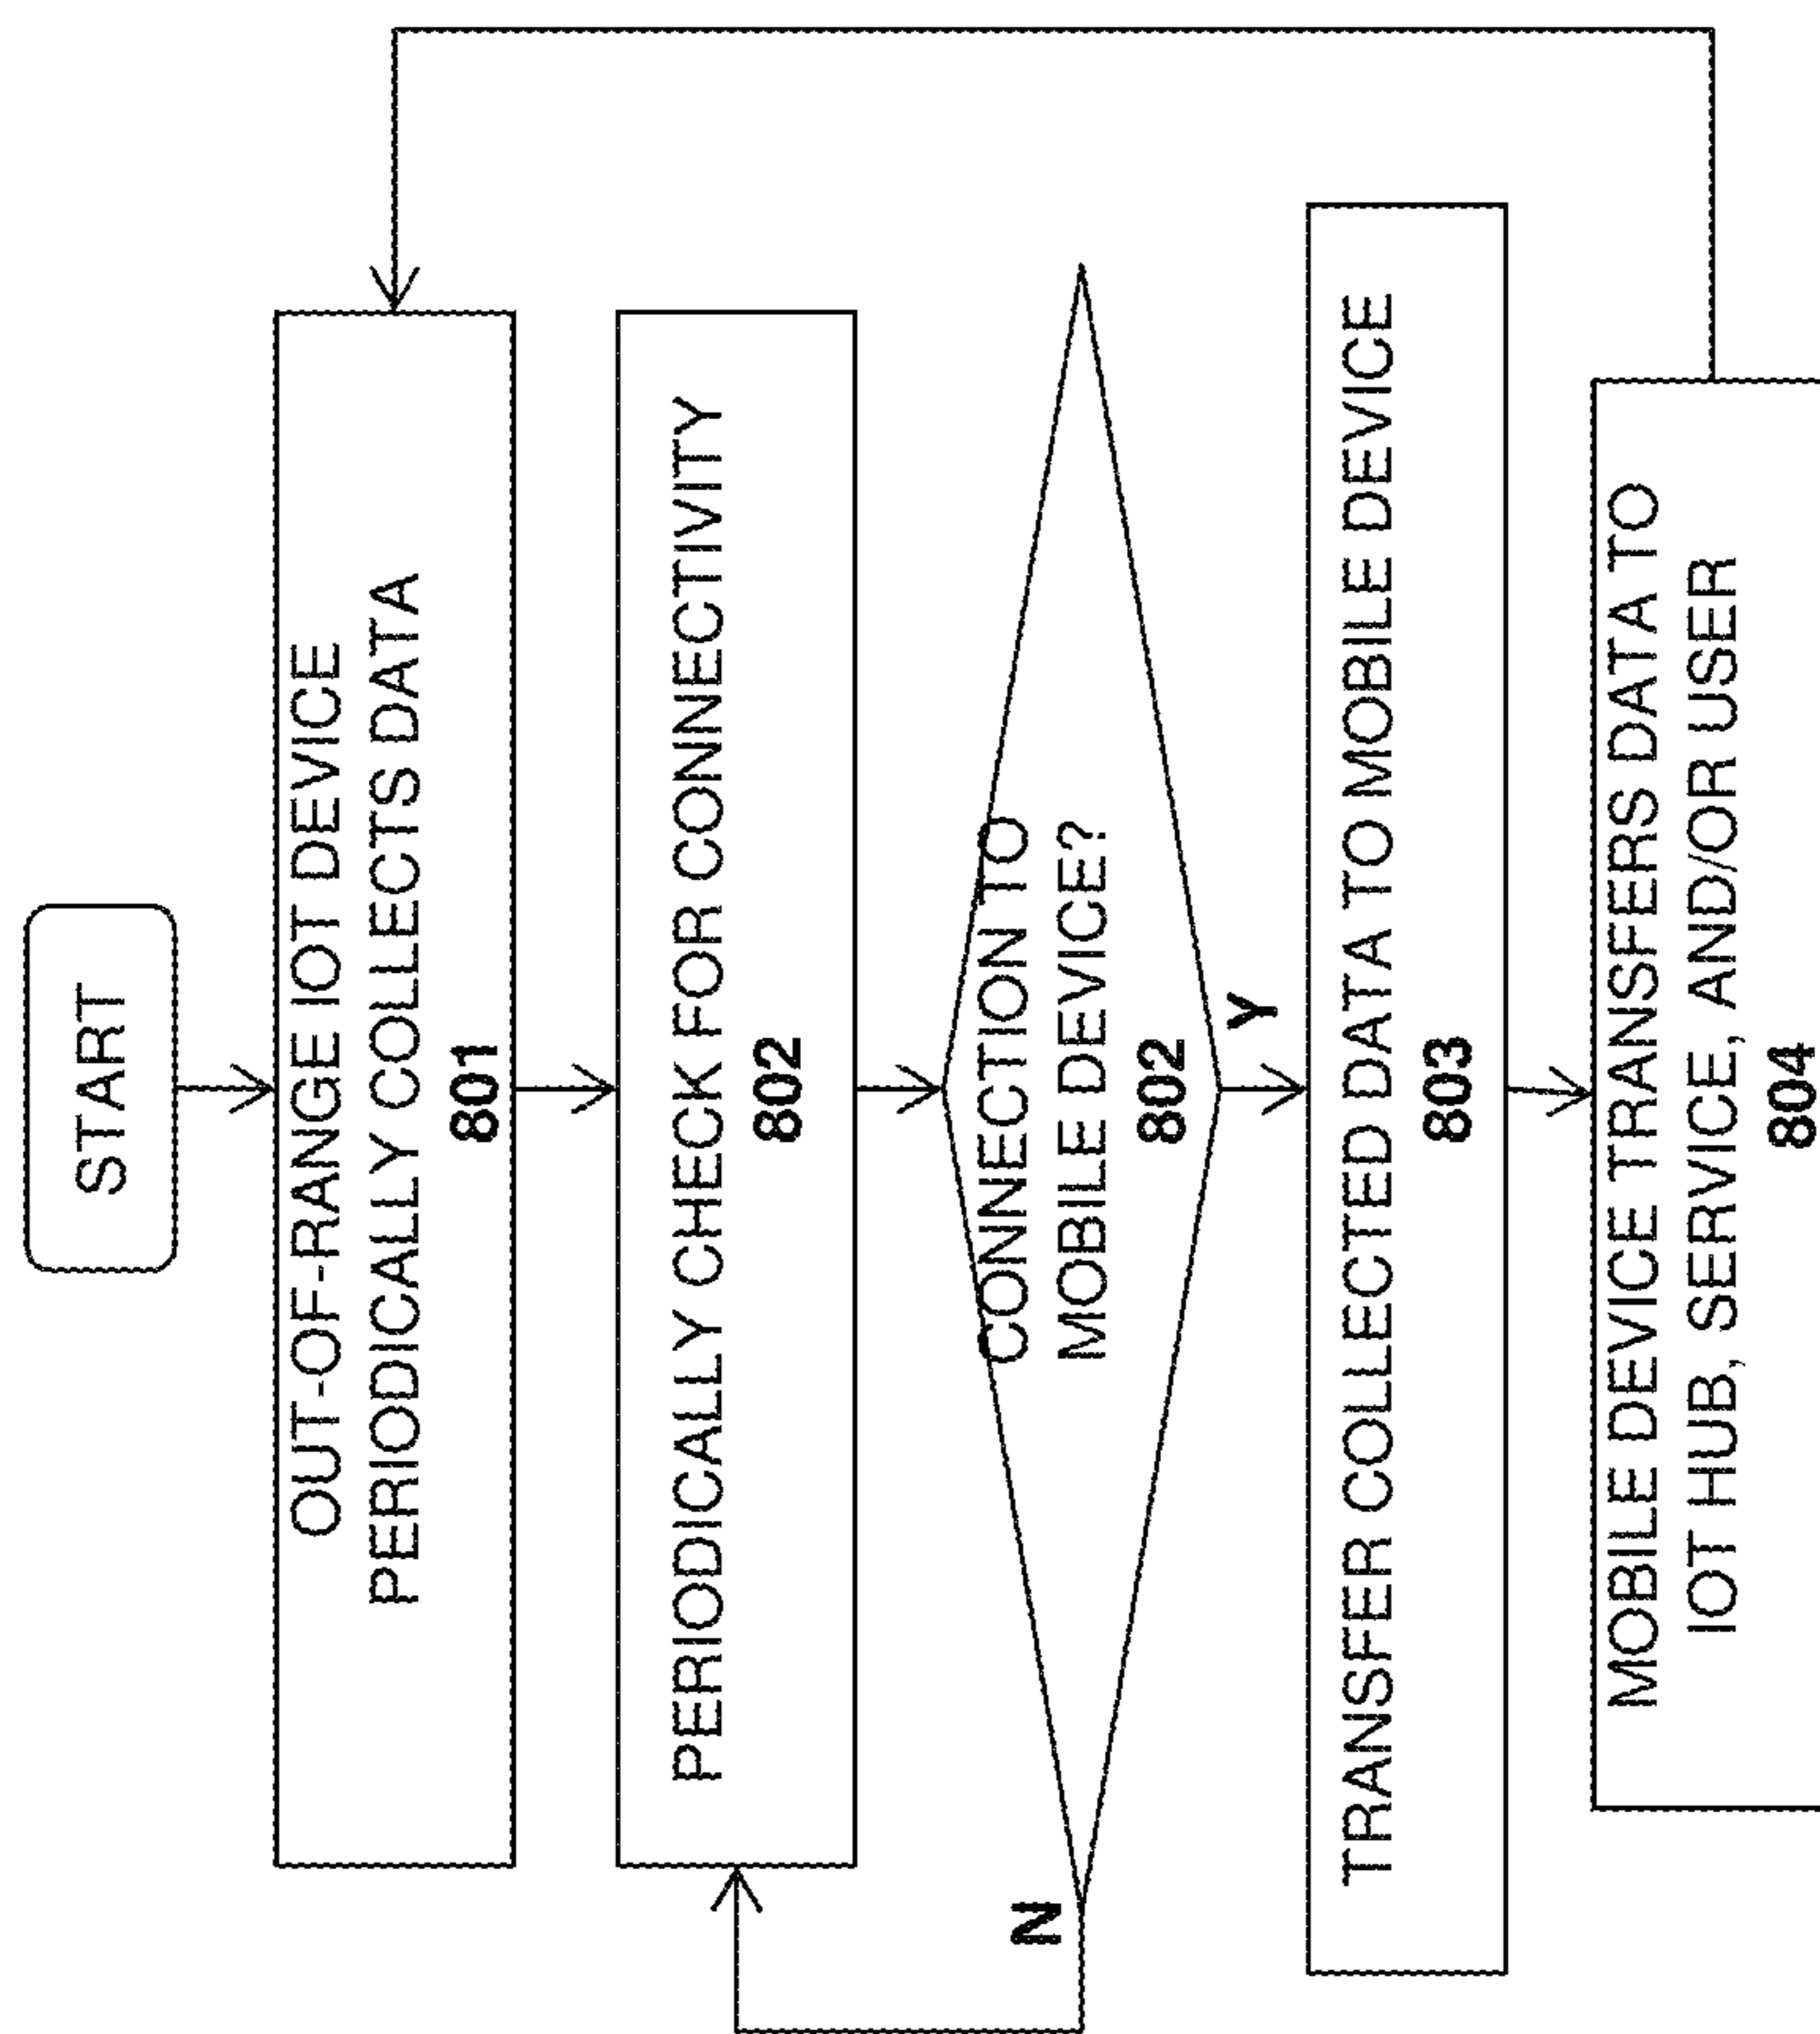 START
OUT-OF-RANGE IOT DEVICE
PERIODICALLY COLLECTS DATA
801
PERIODICALLY CHECK FOR CONNECTIVITY
802
CONNECTION TO
MOBILE DEVICE?
802
N
Y
TRANSFER COLLECTED DATA TO MOBILE DEVICE
803
MOBILE DEVICE TRANSFERS DATA TO
IOT HUB, SERVICE, AND/OR USER
804